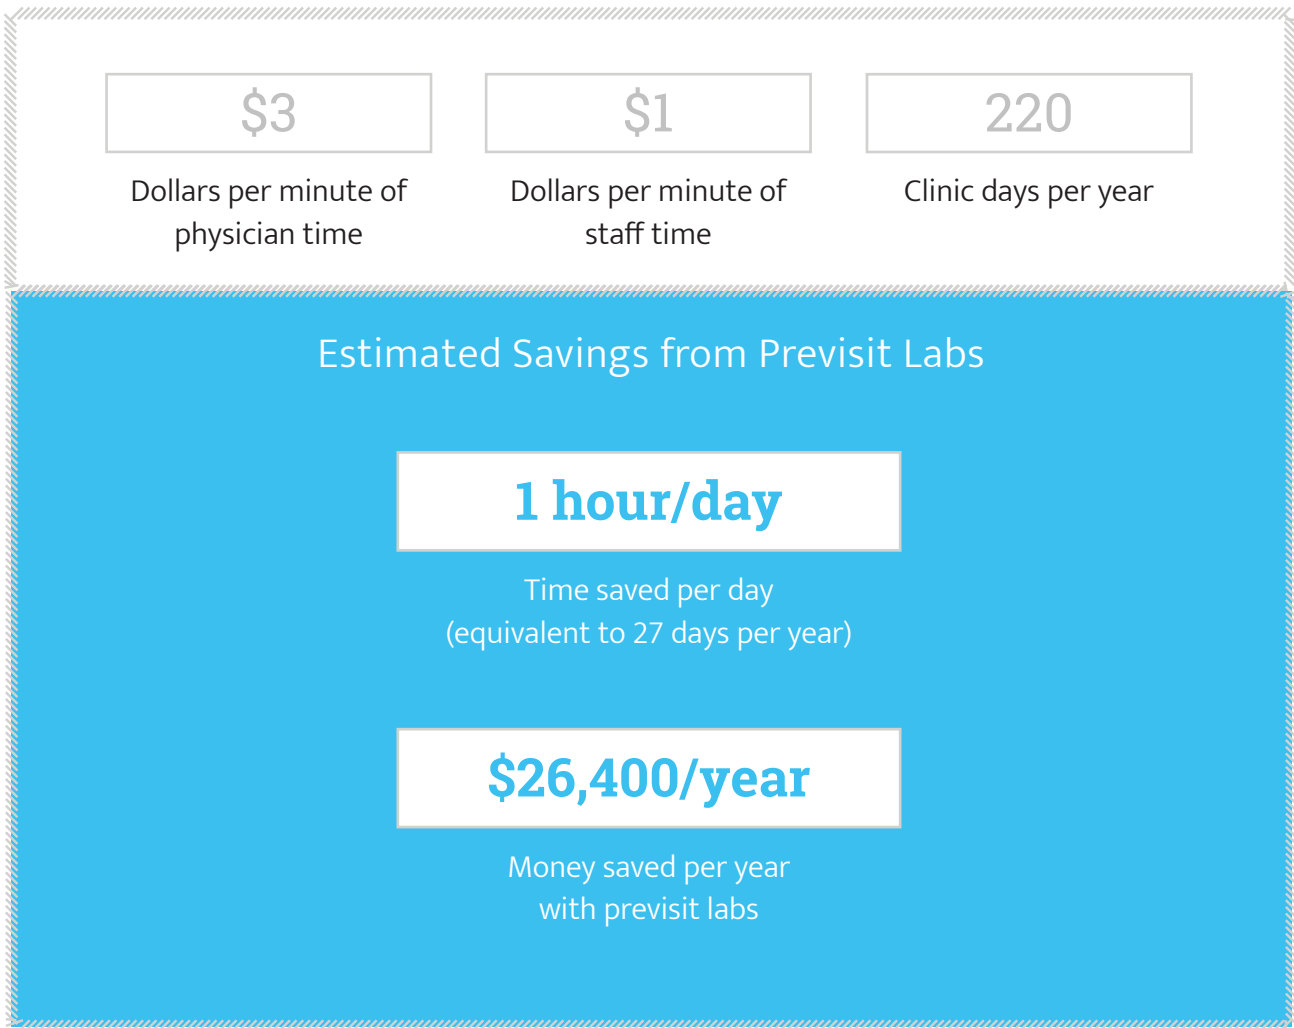 $3
$1
220
Dollars per minute of
physician time
Dollars per minute of
staff time
Clinic days per year
Estimated Savings from Previsit Labs
1 hour/day
Time saved per day
(equivalent to 27 days per year)
$26,400/year
Money saved per year
with previsit labs